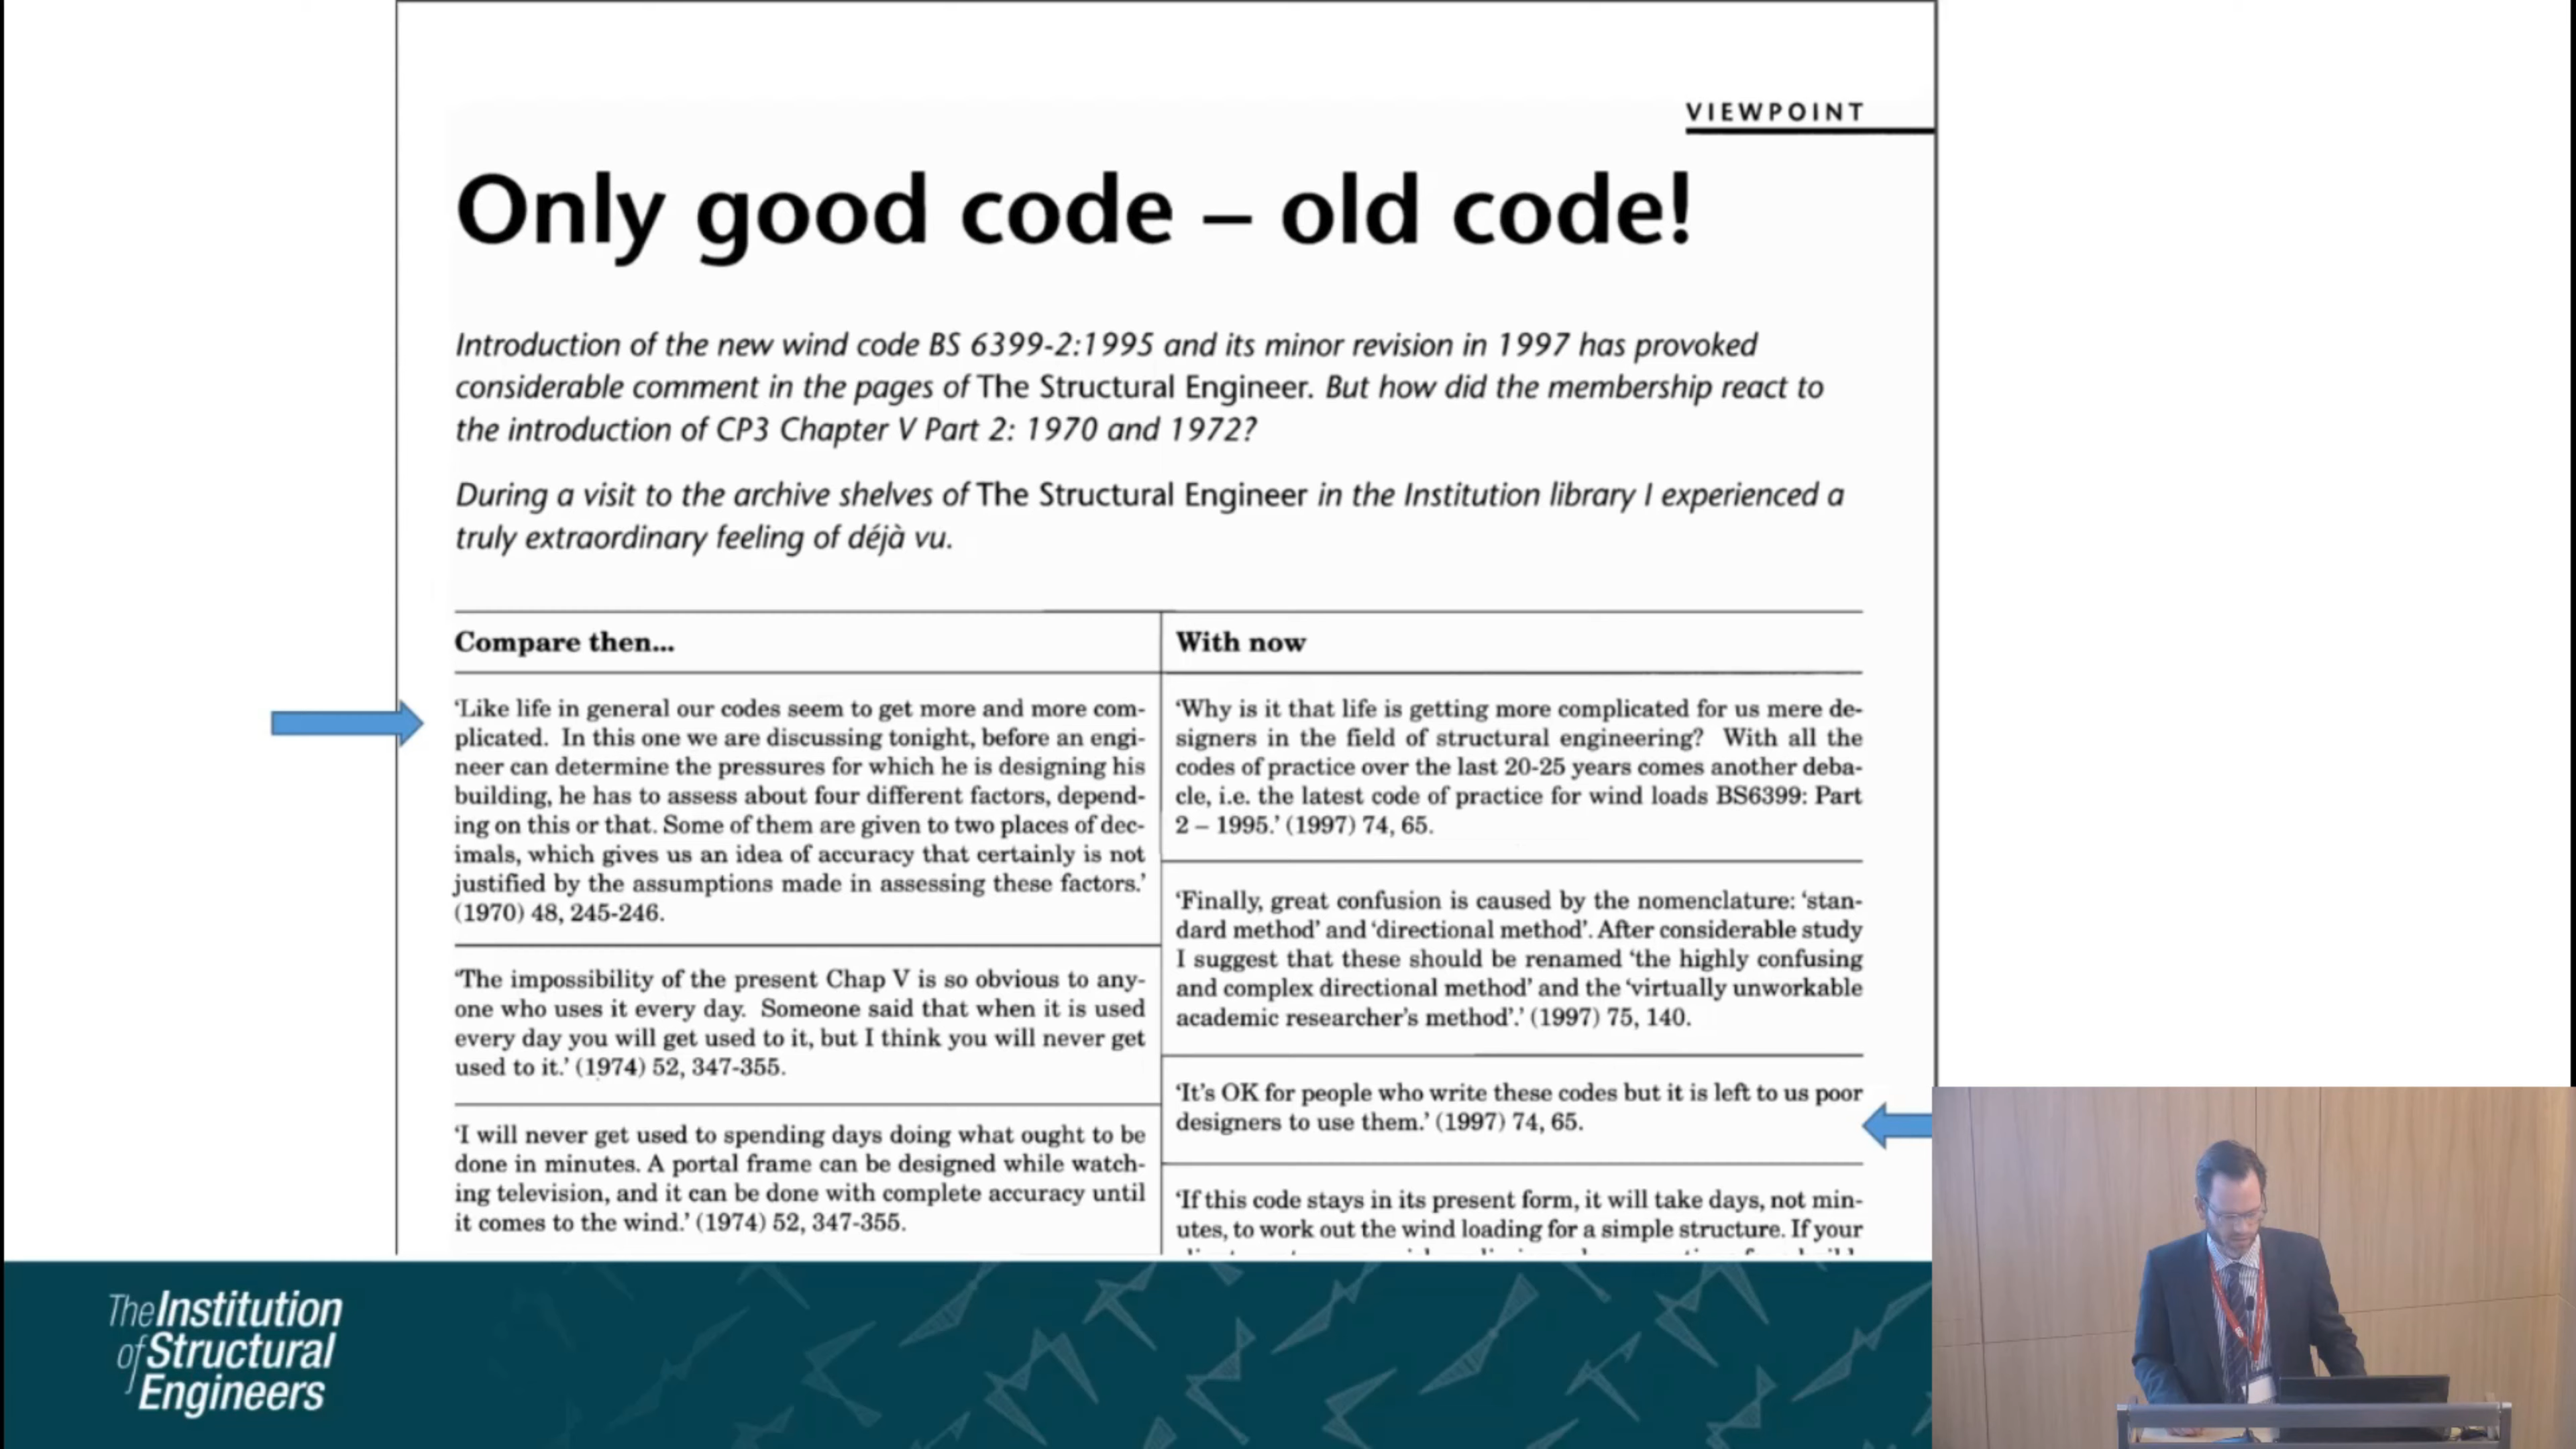 VIEWPOINT
Only good code – old code!
Introduction of the new wind code BS 6399-2:1995 and its minor revision in 1997 has provoked
considerable comment in the pages of The Structural Engineer. But how did the membership react to
the introduction of CP3 Chapter V Part 2: 1970 and 1972?
During a visit to the archive shelves of The Structural Engineer in the Institution library I experienced a
truly extraordinary feeling of déjà vu.
Compare then...
‘Like life in general our codes seem to get more and more com-
plicated. In this one we are discussing tonight, before an engi-
neer can determine the pressures for which he is designing his
building, he has to assess about four different factors, depend-
ing on this or that. Some of them are given to two places of dec-
imals, which gives us an idea of accuracy that certainly is not
justified by the assumptions made in assessing these factors.’
(1970) 48, 245-246.
‘The impossibility of the present Chap V is so obvious to any-
one who uses it every day. Someone said that when it is used
every day you will get used to it, but I think you will never get
used to it.’ (1974) 52, 347-355.
‘I will never get used to spending days doing what ought to be
done in minutes. A portal frame can be designed while watch-
ing television, and it can be done with complete accuracy until
it comes to the wind.’ (1974) 52, 347-355.
With now
‘Why is it that life is getting more complicated for us mere de-
signers in the field of structural engineering? With all the
codes of practice over the last 20-25 years comes another deba-
cle, i.e. the latest code of practice for wind loads BS6399: Part
2 – 1995.’ (1997) 74, 65.
‘Finally, great confusion is caused by the nomenclature: ‘stan-
dard method’ and ‘directional method’. After considerable study
I suggest that these should be renamed ‘the highly confusing
and complex directional method’ and the ‘virtually unworkable
academic researcher’s method’.’ (1997) 75, 140.
‘It’s OK for people who write these codes but it is left to us poor
designers to use them.’ (1997) 74, 65.
‘If this code stays in its present form, it will take days, not min-
utes, to work out the wind loading for a simple structure. If your
The Institution
of Structural
Engineers